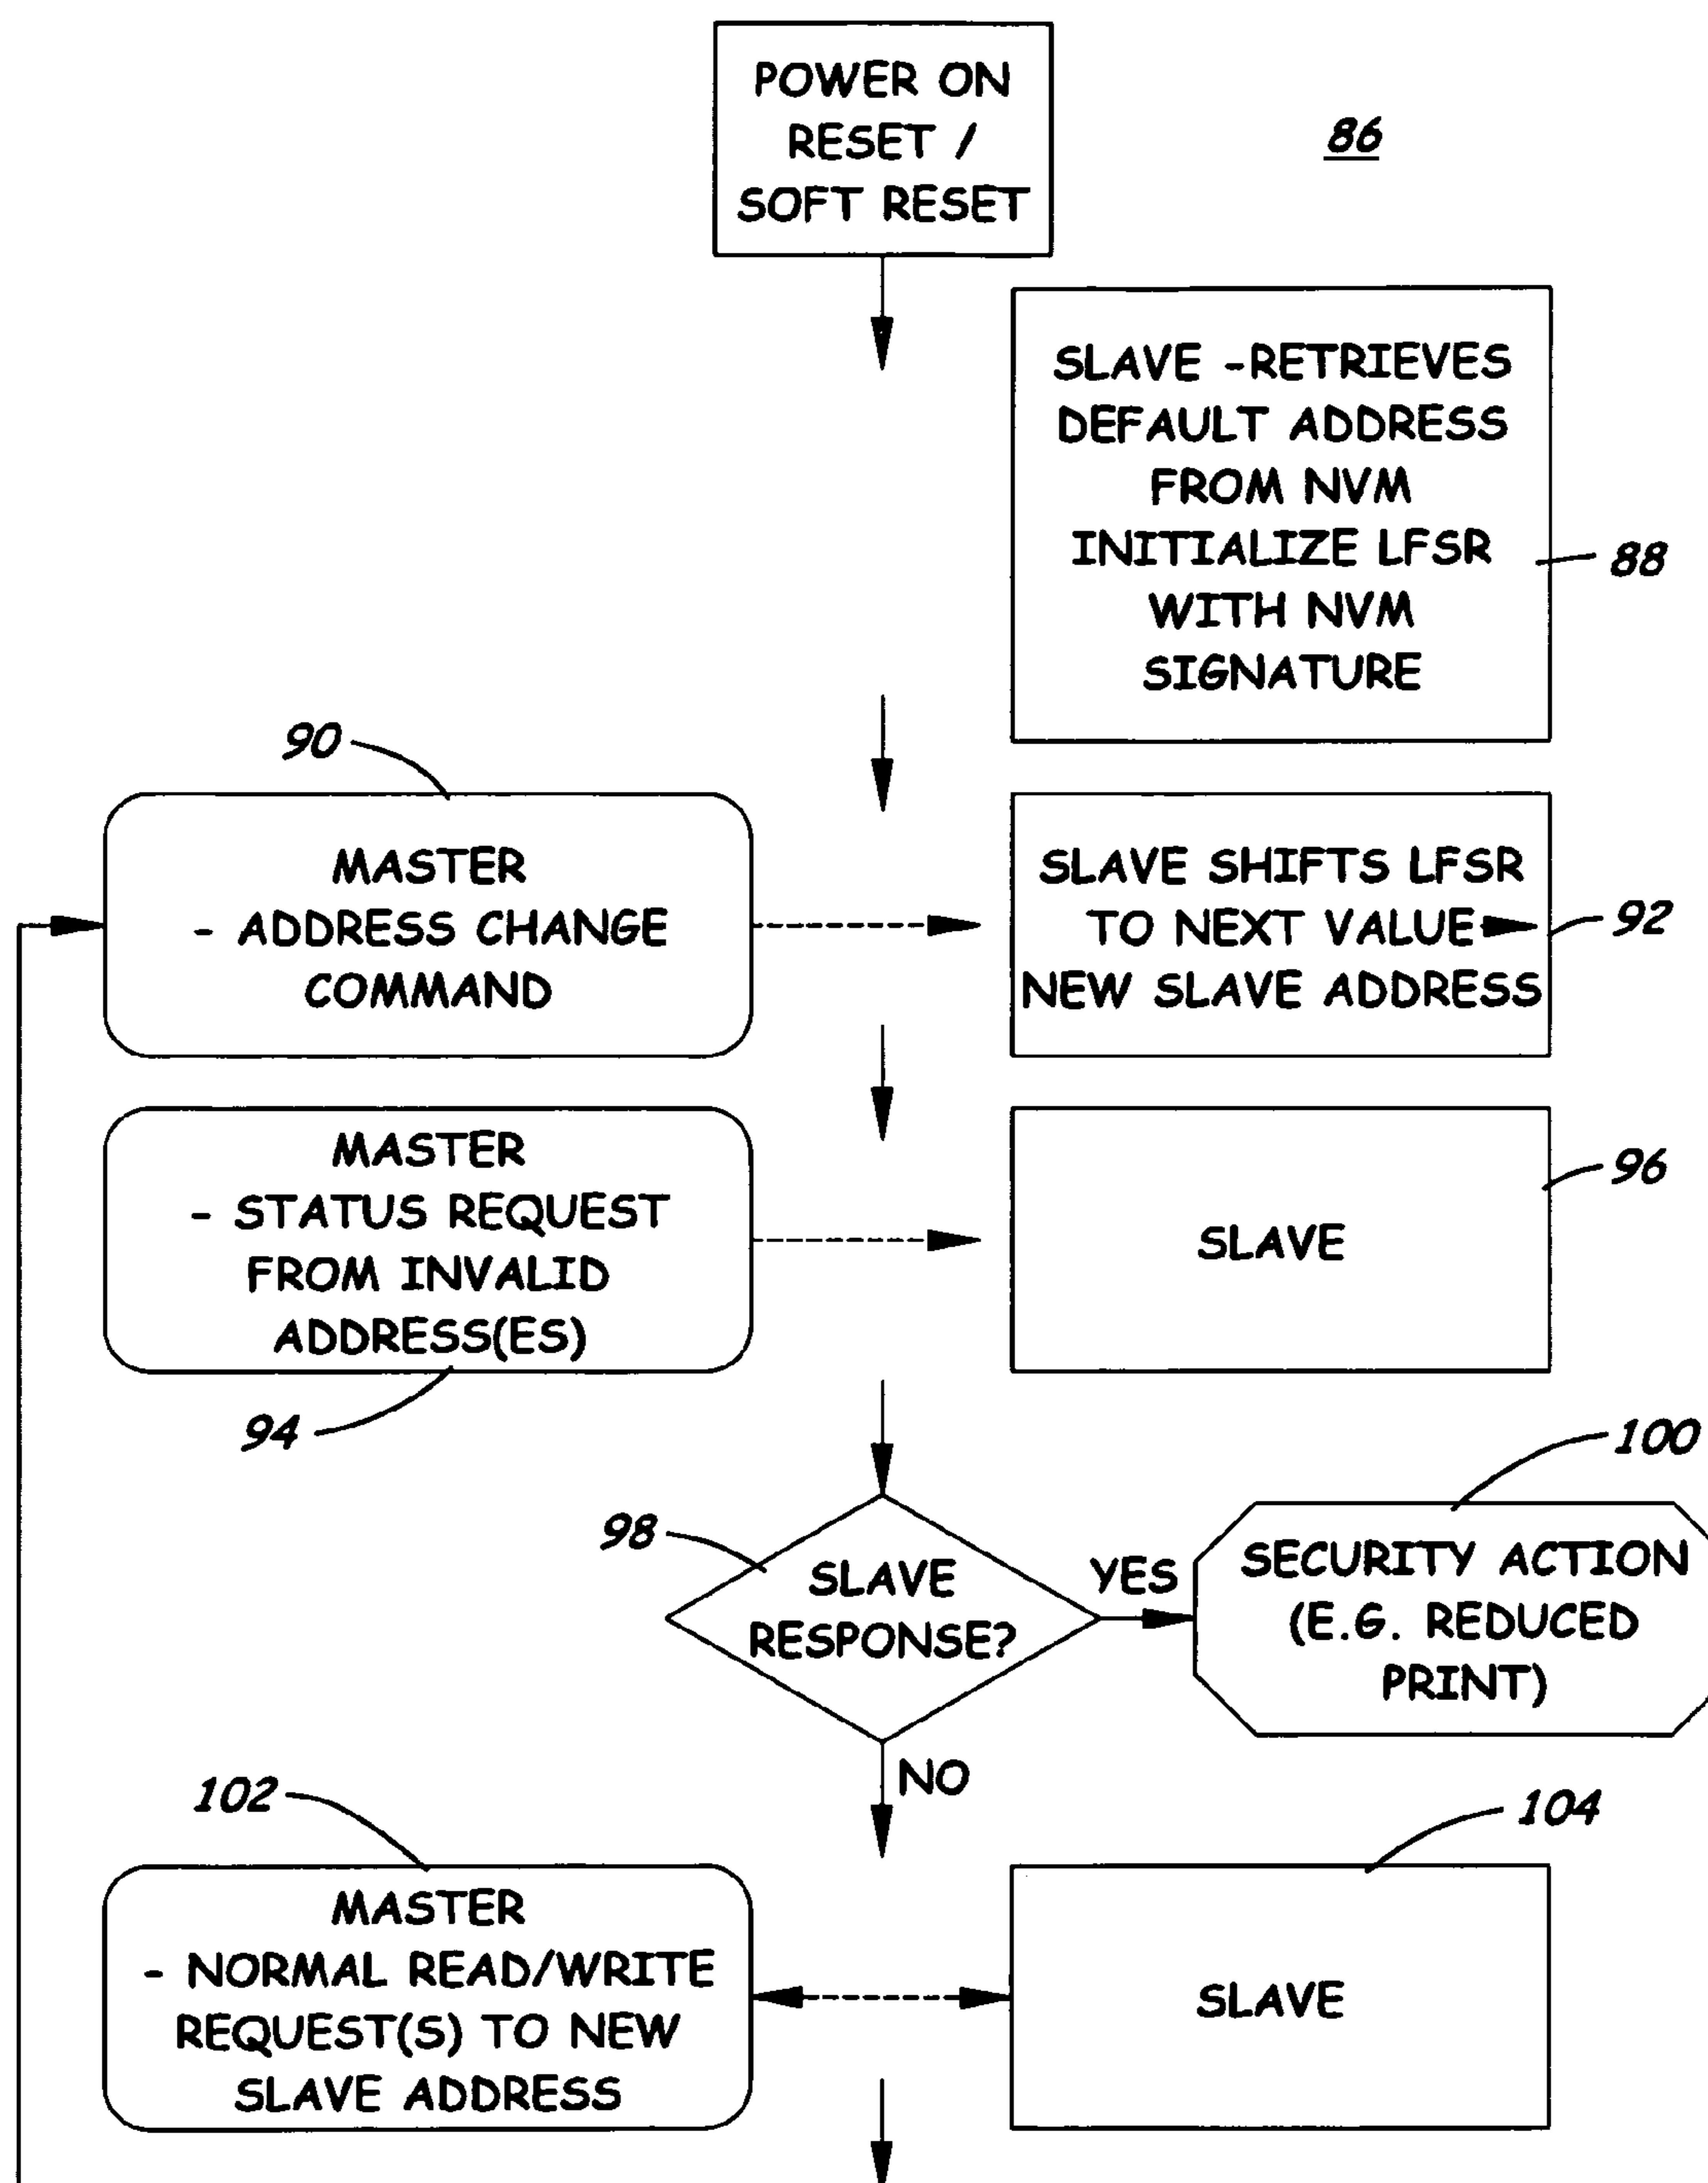 POWER ON
RESET /
SOFT RESET
86
SLAVE -RETRIEVES
DEFAULT ADDRESS
FROM NVM
INITIALIZE LFSR
WITH NVM
SIGNATURE
88
90
MASTER
- ADDRESS CHANGE
COMMAND
SLAVE SHIFTS LFSR
TO NEXT VALUE
NEW SLAVE ADDRESS
92
MASTER
- STATUS REQUEST
FROM INVALID
ADDRESS(ES)
94
SLAVE
96
98
SLAVE
RESPONSE?
YES
100
SECURITY ACTION
(E.G. REDUCED
PRINT)
NO
102
MASTER
- NORMAL READ/WRITE
REQUEST(S) TO NEW
SLAVE ADDRESS
104
SLAVE